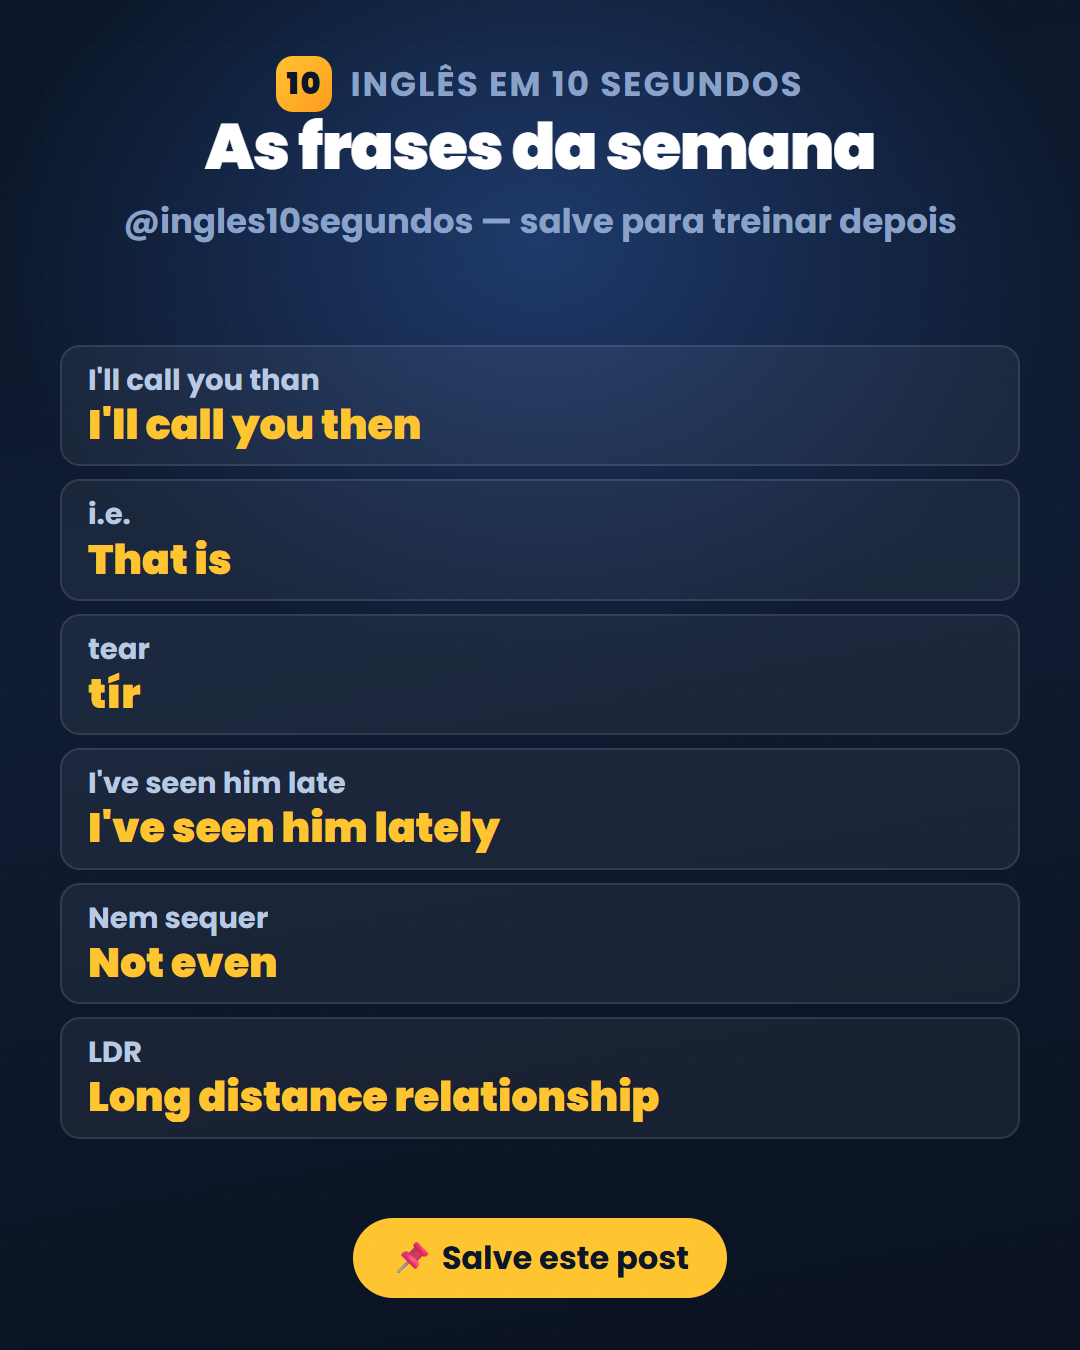 10 INGLÊS EM 10 SEGUNDOS
As frases da semana
@ingles10segundos — salve para treinar depois
I'll call you than
I'll call you then
i.e.
That is
tear
tír
I've seen him late
I've seen him lately
Nem sequer
Not even
LDR
Long distance relationship
📌 Salve este post